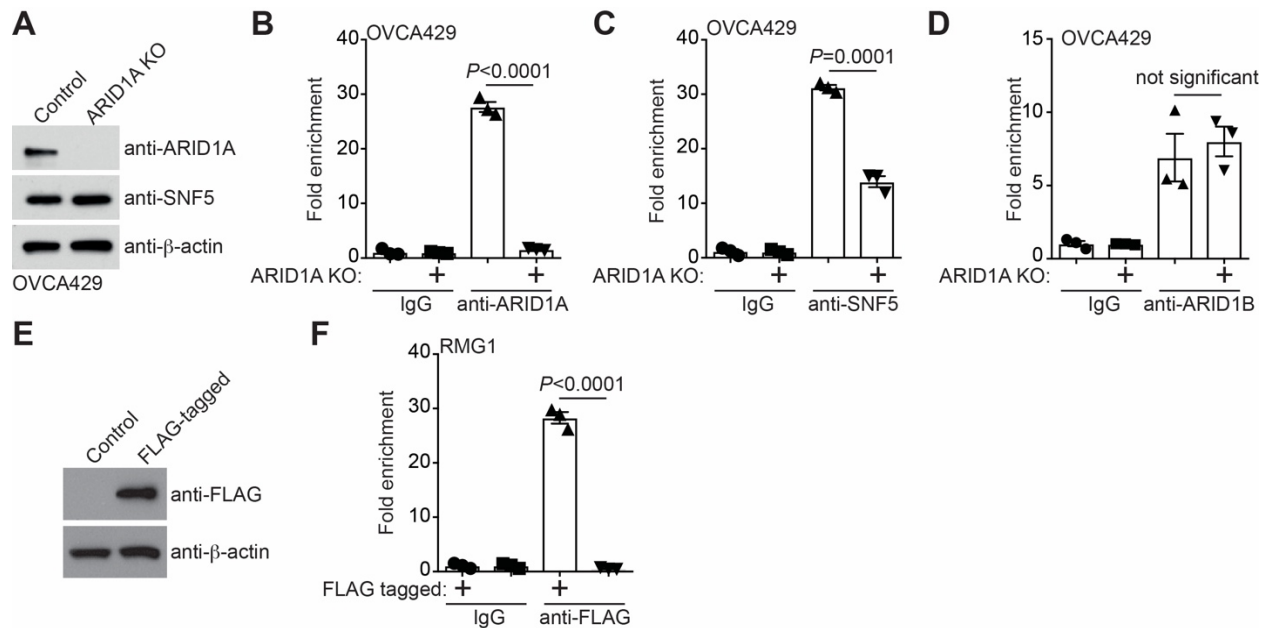 A
Control
ARID1A KO
anti-ARID1A
anti-SNF5
anti-β-actin
OVCA429
B
OVCA429
40
30
20
10
0
Fold enrichment
P<0.0001
ARID1A KO:
+
+
IgG
anti-ARID1A
C
OVCA429
40
30
20
10
0
Fold enrichment
P=0.0001
ARID1A KO:
+
+
IgG
anti-SNF5
D
OVCA429
15
10
5
0
Fold enrichment
not significant
ARID1A KO:
+
+
IgG
anti-ARID1B
E
Control
FLAG-tagged
anti-FLAG
anti-β-actin
F
RMG1
40
30
20
10
0
Fold enrichment
P<0.0001
FLAG tagged:
+
+
IgG
anti-FLAG